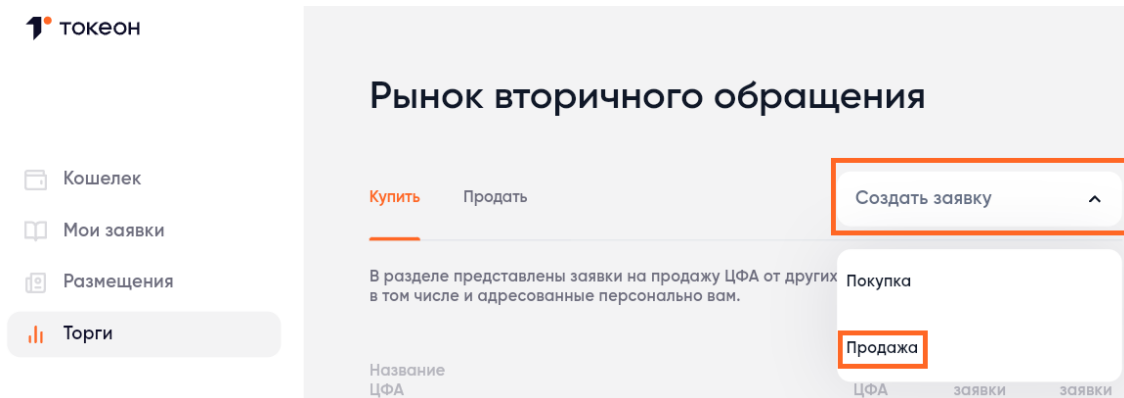 токеон
Рынок вторичного обращения
Кошелек
Мои заявки
Размещения
Торги
Купить Продать
Создать заявку
В разделе представлены заявки на продажу ЦФА от других
в том числе и адресованные персонально вам.
Покупка
Продажа
Название
ЦФА
ЦФА заявки заявки